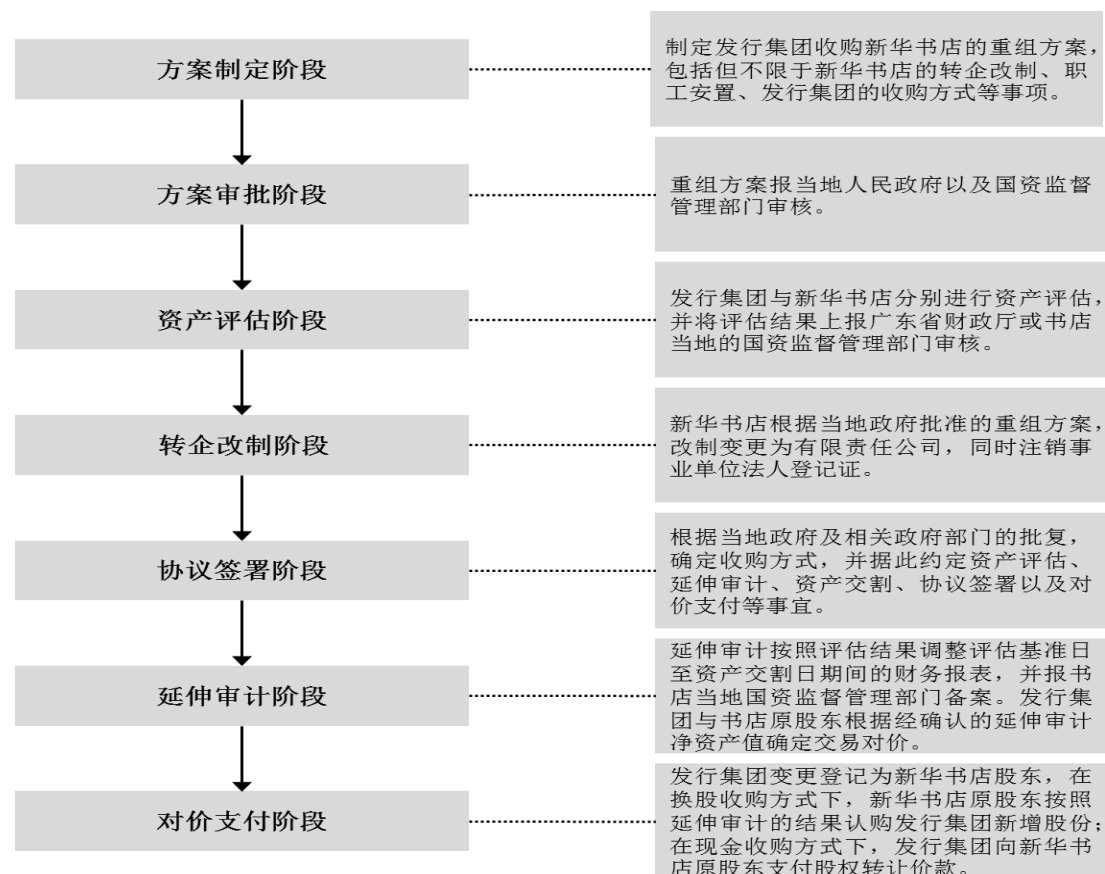 方案制定阶段
制定发行集团收购新华书店的重组方案，
包括但不限于新华书店的转企改制、职
工安置、发行集团的收购方式等事项。
方案审批阶段
重组方案报当地人民政府以及国资监督
管理部门审核。
资产评估阶段
发行集团与新华书店分别进行资产评估，
并将评估结果上报广东省财政厅或书店
当地的国资监督管理部门审核。
转企改制阶段
新华书店根据当地政府批准的重组方案，
改制变更为有限责任公司，同时注销事
业单位法人登记证。
协议签署阶段
根据当地政府及相关政府部门的批复，
确定收购方式，并据此约定资产评估、
延伸审计、资产交割、协议签署以及对
价支付等事宜。
延伸审计阶段
延伸审计按照评估结果调整评估基准日
至资产交割日期间的财务报表，并报书
店当地国资监督管理部门备案。发行集
团与书店原股东根据经确认的延伸审计
净资产值确定交易对价。
对价支付阶段
发行集团变更登记为新华书店股东，在
换股收购方式下，新华书店原股东按照
延伸审计的结果认购发行集团新增股份；
在现金收购方式下，发行集团向新华书
店原股东支付股权转让价款。